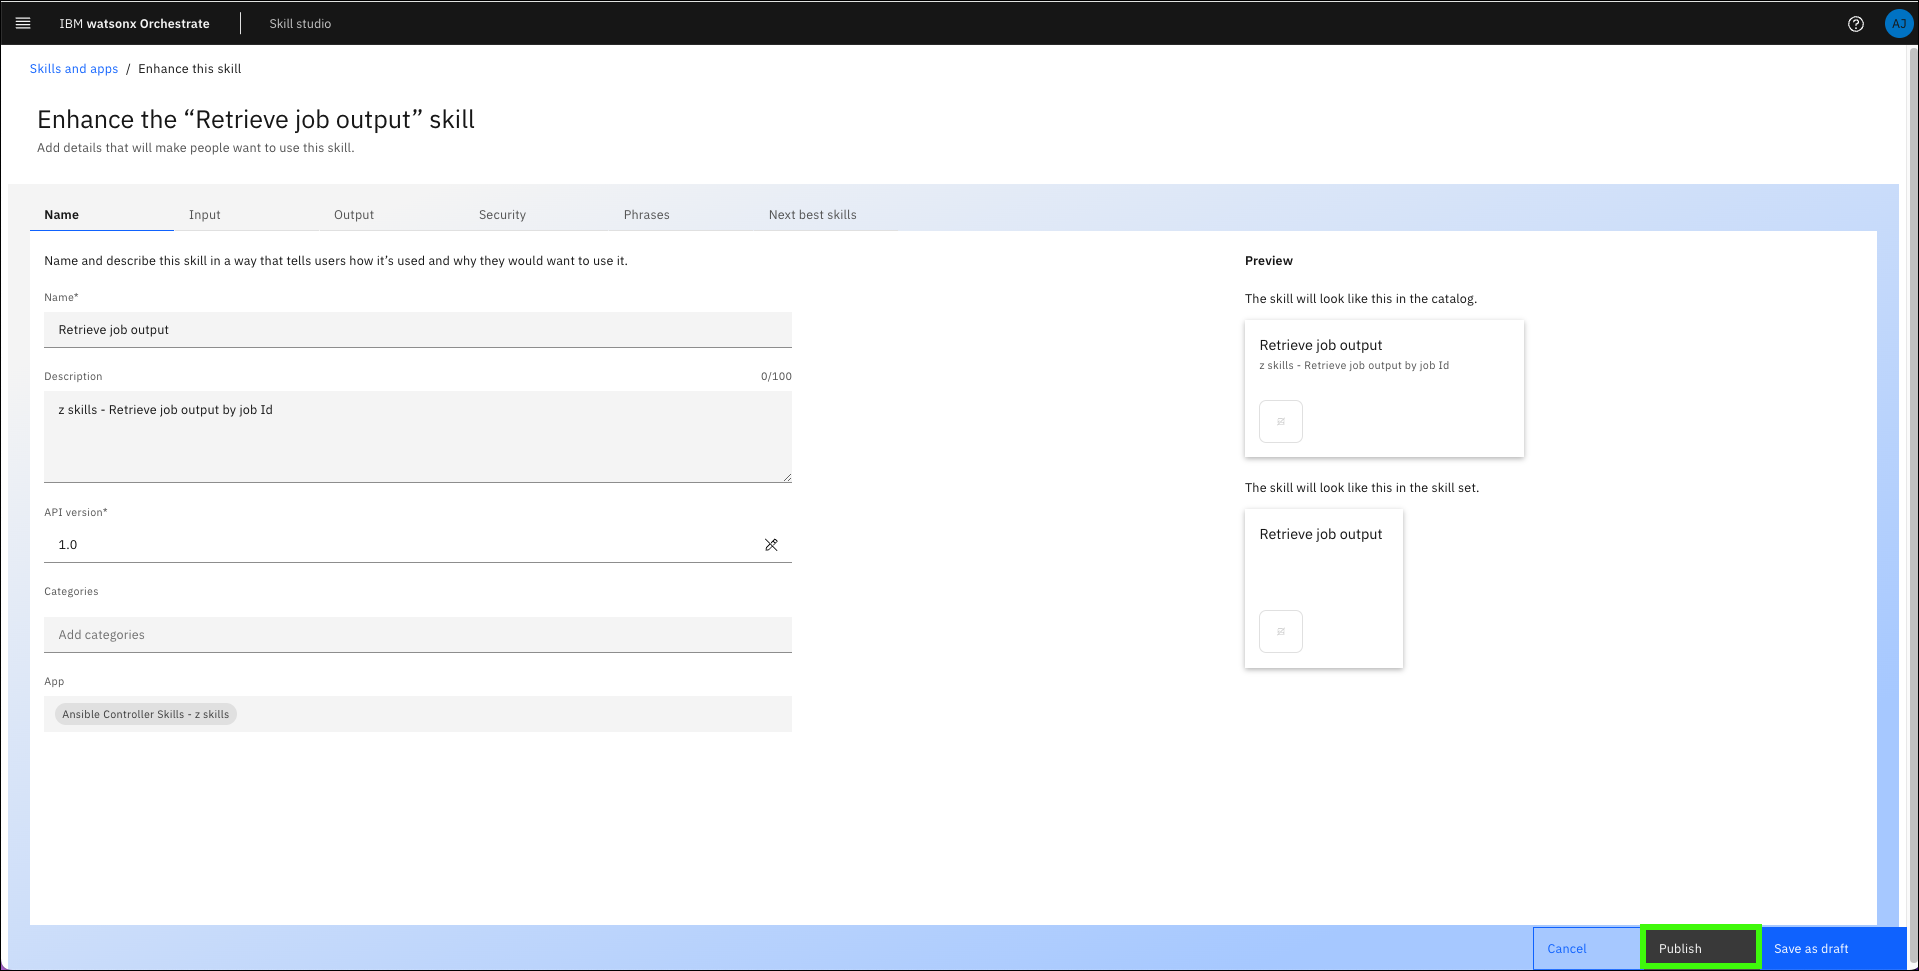 IBM watsonx Orchestrate
Skill studio
AJ
Skills and apps / Enhance this skill
Enhance the “Retrieve job output” skill
Add details that will make people want to use this skill.
Name
Input
Output
Security
Phrases
Next best skills
Name and describe this skill in a way that tells users how it’s used and why they would want to use it.
Name*
Retrieve job output
Description
0/100
z skills - Retrieve job output by job Id
API version*
1.0
Categories
Add categories
App
Ansible Controller Skills - z skills
Preview
The skill will look like this in the catalog.
Retrieve job output
z skills - Retrieve job output by job Id
The skill will look like this in the skill set.
Retrieve job output
Cancel
Publish
Save as draft